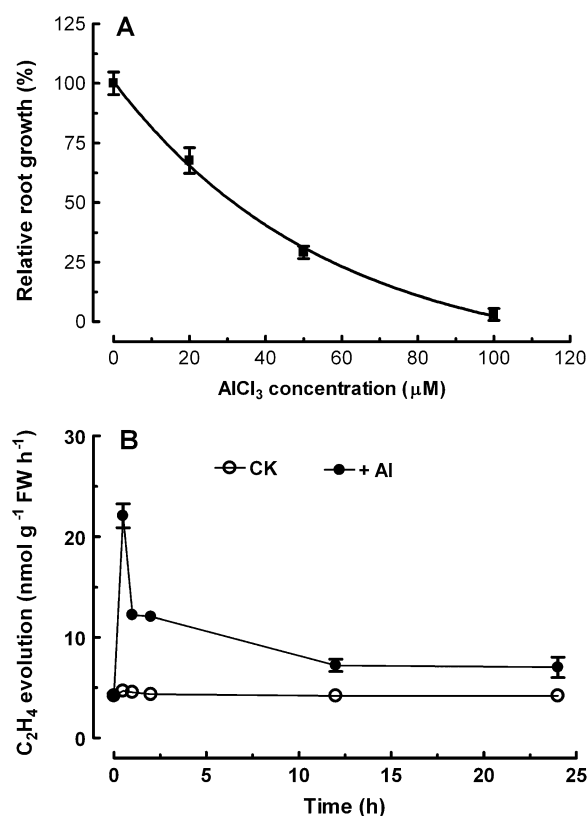 A
125
100
75
50
25
0
Relative root growth (%)
0 20 40 60 80 100 120
AlCl₃ concentration (μM)
B
30
20
10
0
C₂H₄ evolution (nmol g⁻¹ FW h⁻¹)
CK + Al
0 5 10 15 20 25
Time (h)